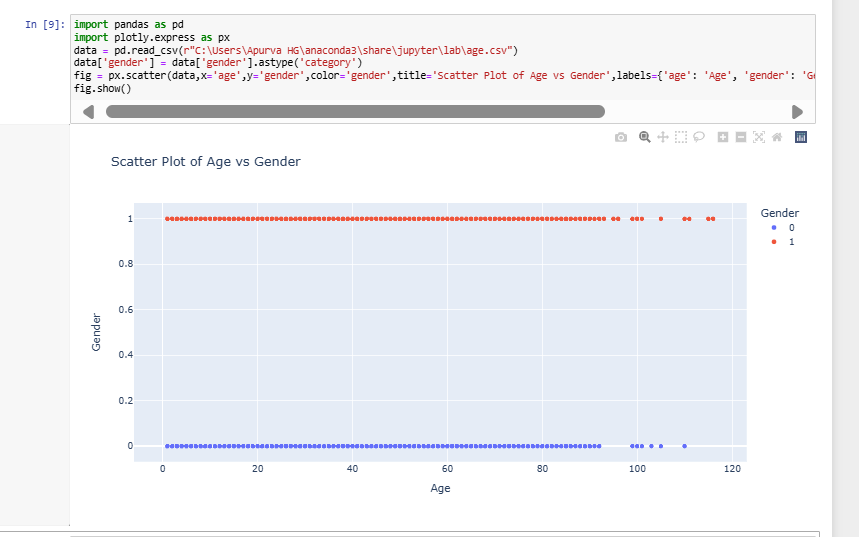 In [9]: import pandas as pd
import plotly.express as px
data = pd.read_csv(r"C:\Users\Apurva HG\anaconda3\share\jupyter\lab\age.csv")
data['gender'] = data['gender'].astype('category')
fig = px.scatter(data,x='age',y='gender',color='gender',title='Scatter Plot of Age vs Gender',labels={'age': 'Age', 'gender': 'Ge
fig.show()
Scatter Plot of Age vs Gender
Gender
0
1
1
0.8
0.6
0.4
0.2
0
Gender
0 20 40 60 80 100 120
Age